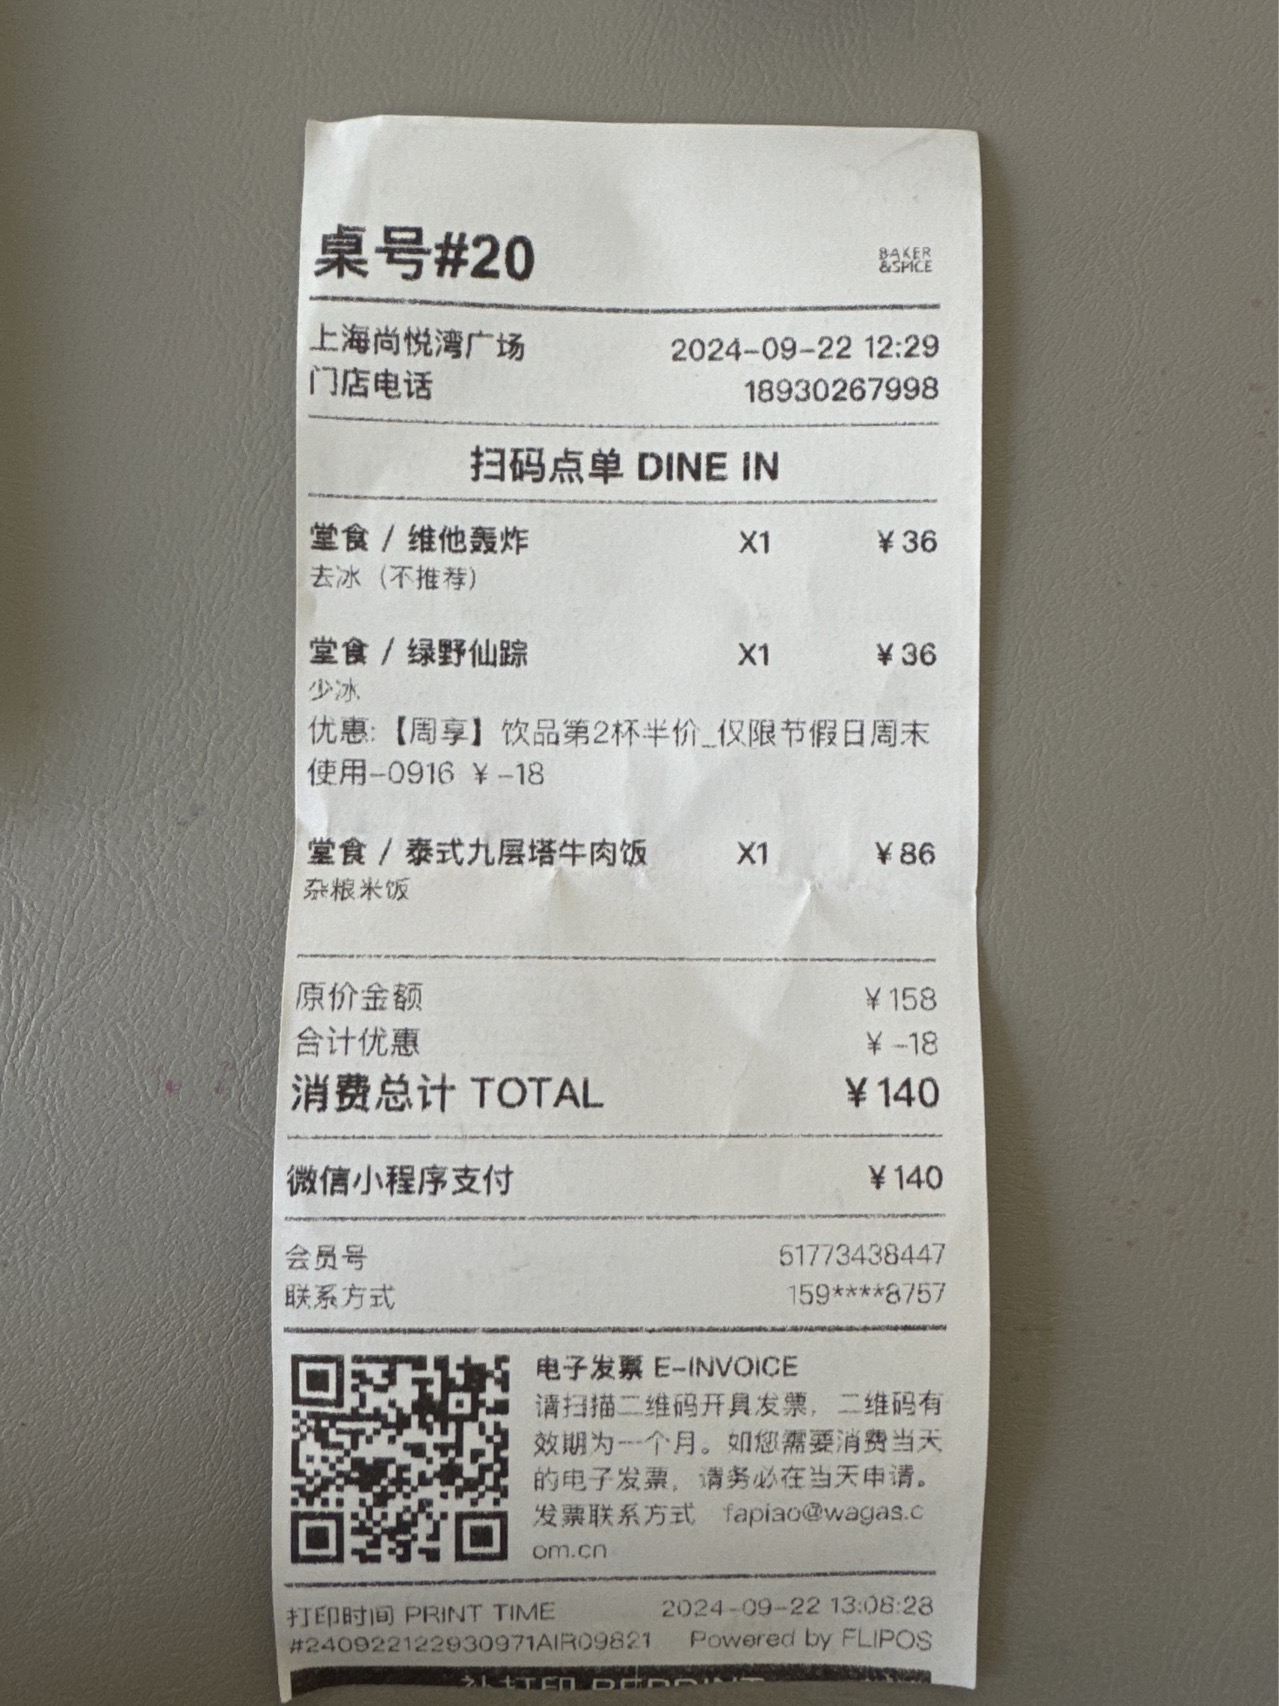 桌号#20
BAKER
&SPICE
上海尚悦湾广场 2024-09-22 12:29
门店电话 18930267998
扫码点单 DINE IN
堂食 / 维他轰炸 X1 ¥36
去冰（不推荐）
堂食 / 绿野仙踪 X1 ¥36
少冰
优惠:【周享】饮品第2杯半价_仅限节假日周末
使用-0916 ¥-18
堂食 / 泰式九层塔牛肉饭 X1 ¥86
杂粮米饭
原价金额 ¥158
合计优惠 ¥-18
消费总计 TOTAL ¥140
微信小程序支付 ¥140
会员号 51773438447
联系方式 159****8757
电子发票 E-INVOICE
请扫描二维码开具发票，二维码有
效期为一个月。如您需要消费当天
的电子发票，请务必在当天申请。
发票联系方式 fapiao@wagas.c
om.cn
打印时间 PRINT TIME 2024-09-22 13:08:28
#240922122930971AIR09821 Powered by FLIPOS
补打印 REPRINT